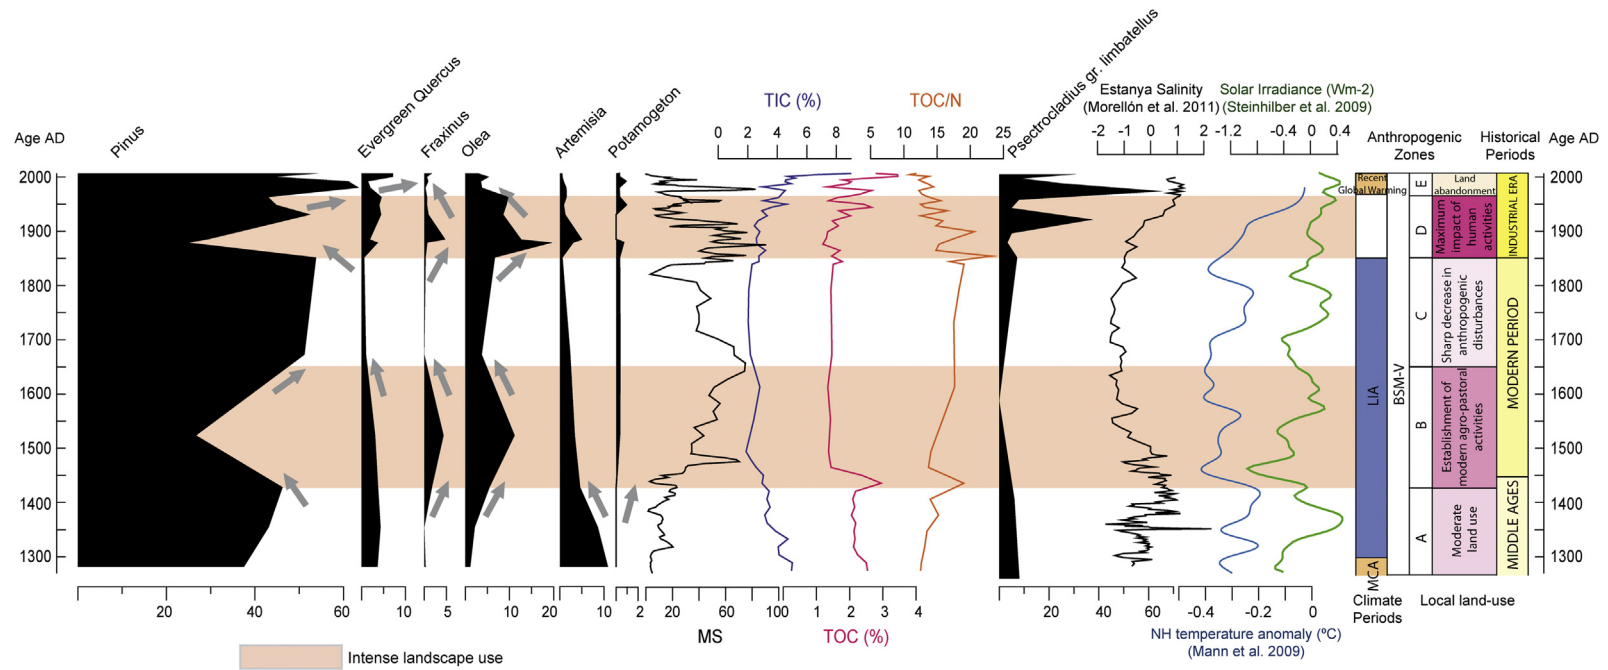 Pinus
Evergreen Quercus
Fraxinus
Olea
Artemisia
Potamogeton
Psectrocladius gr. limbatellus
TIC (%)
TOC/N
Estanya Salinity
(Morellón et al. 2011)
Solar Irradiance (Wm-2)
(Steinhilber et al. 2009)
Age AD
Anthropogenic
Zones
Historical
Periods
Age AD
0 2 4 6 8
5 10 15 20 25
-2 -1 0 1 2
-1.2 -0.4 0 0.4
2000
1900
1800
1700
1600
1500
1400
1300
Recent
Global Warming
LIA
MCA
BSM-V
E
D
C
B
A
Land
abandonment
Maximum
impact of
human
activities
Sharp decrease in
anthropogenic
disturbances
Establishment of
modern agro-pastoral
activities
Moderate
land use
INDUSTRIAL ERA
MODERN PERIOD
MIDDLE AGES
2000
1900
1800
1700
1600
1500
1400
1300
20 40 60
10
5
10 20
10
2
20 60 100
1 2 3 4
20 40 60
-0.4 -0.2 0
MS
TOC (%)
NH temperature anomaly (ºC)
(Mann et al. 2009)
Climate
Periods
Local land-use
Intense landscape use